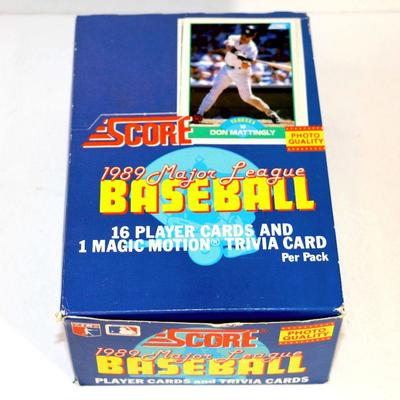 SCORE
YANKEES
DON MATTINGLY
PHOTO
QUALITY
SCORE
1989 Major League
BASEBALL
16 PLAYER CARDS AND
1 MAGIC MOTION® TRIVIA CARD
Per Pack
SCORE
PHOTO
QUALITY
1989 Major League
BASEBALL
PLAYER CARDS and TRIVIA CARDS